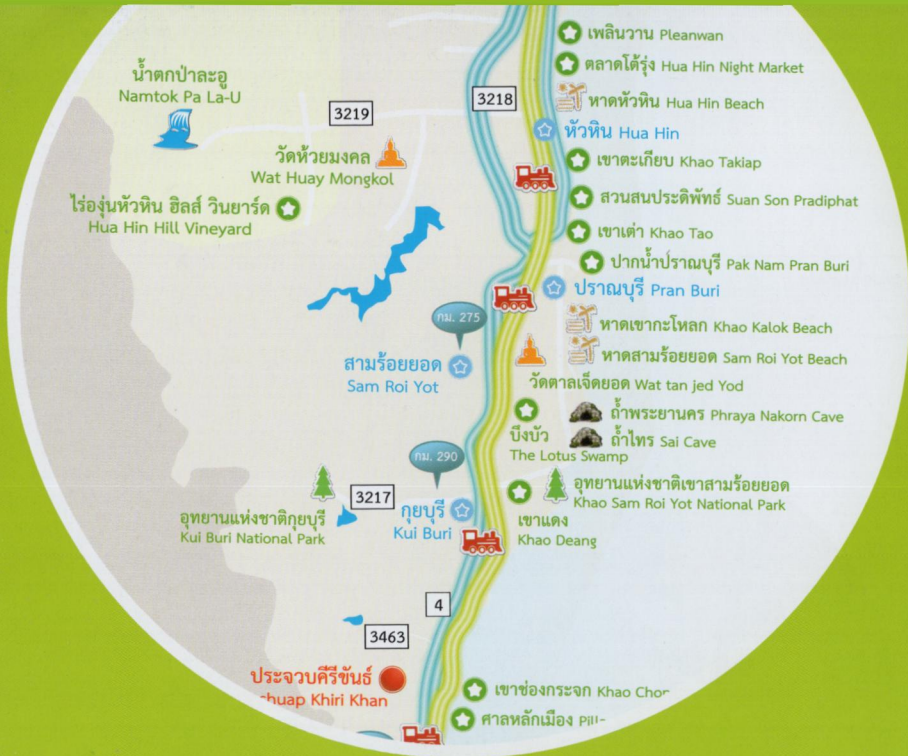 เพลินวาน Pleanwan
ตลาดโต้รุ่ง Hua Hin Night Market
น้ำตกป่าละอู
Namtok Pa La-U
3218
หาดหัวหิน Hua Hin Beach
3219
หัวหิน Hua Hin
วัดห้วยมงคล
Wat Huay Mongkol
เขาตะเกียบ Khao Takiap
สวนสนประดิพัทธ์ Suan Son Pradiphat
ไร่องุ่นหัวหิน ฮิลส์ วินยาร์ด
Hua Hin Hill Vineyard
เขาเต่า Khao Tao
ปากน้ำปราณบุรี Pak Nam Pran Buri
ปราณบุรี Pran Buri
กม. 275
หาดเขากะโหลก Khao Kalok Beach
หาดสามร้อยยอด Sam Roi Yot Beach
สามร้อยยอด
Sam Roi Yot
วัดตาลเจ็ดยอด Wat tan jed Yod
ถ้ำพระยานคร Phraya Nakorn Cave
บึงบัว
The Lotus Swamp
ถ้ำไทร Sai Cave
กม. 290
อุทยานแห่งชาติเขาสามร้อยยอด
Khao Sam Roi Yot National Park
3217
กุยบุรี
Kui Buri
อุทยานแห่งชาติกุยบุรี
Kui Buri National Park
เขาแดง
Khao Deang
4
3463
ประจวบคีรีขันธ์
chuap Khiri Khan
เขาช่องกระจก Khao Chor
ศาลหลักเมือง